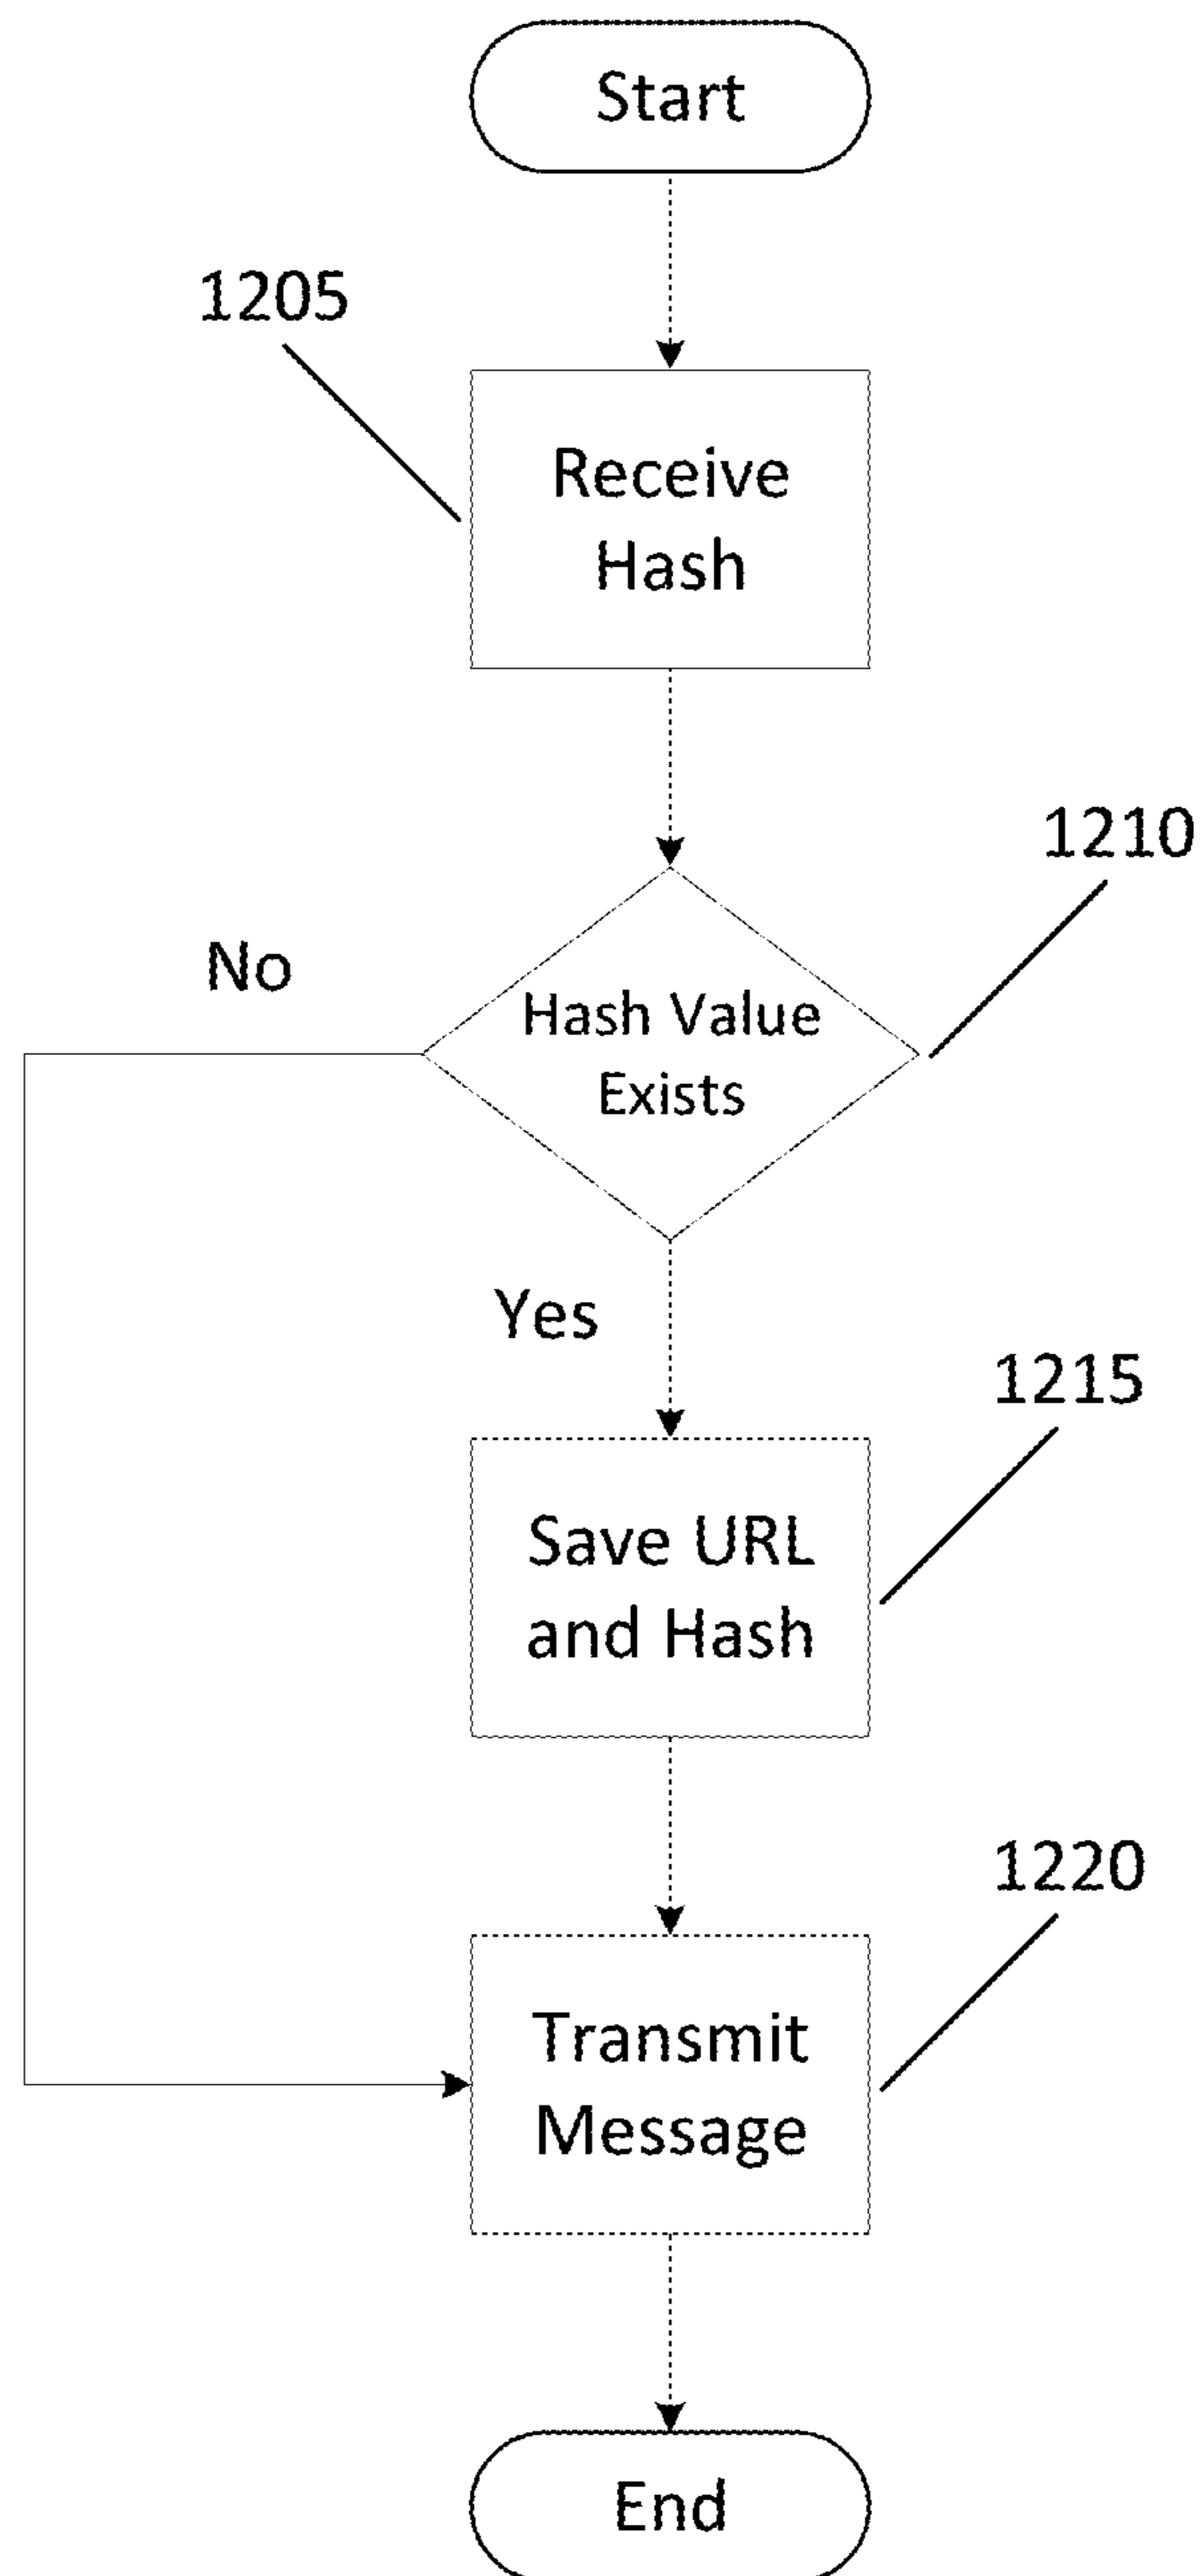 Start
1205
Receive
Hash
1210
No
Hash Value
Exists
Yes
1215
Save URL
and Hash
1220
Transmit
Message
End